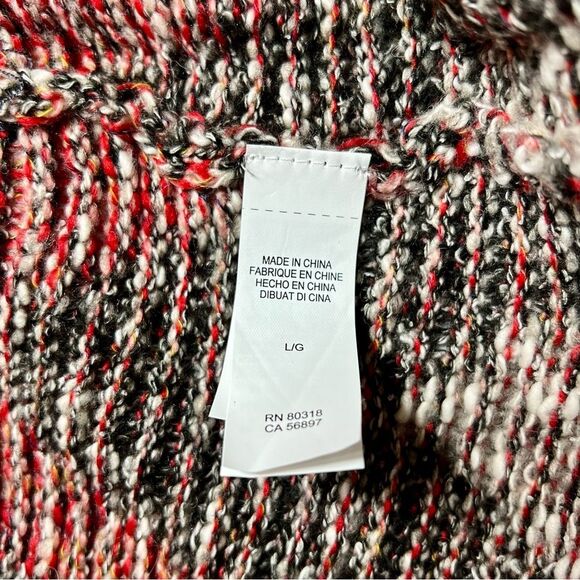 MADE IN CHINA
FABRIQUE EN CHINE
HECHO EN CHINA
DIBUAT DI CINA
L/G
RN 80318
CA 56897